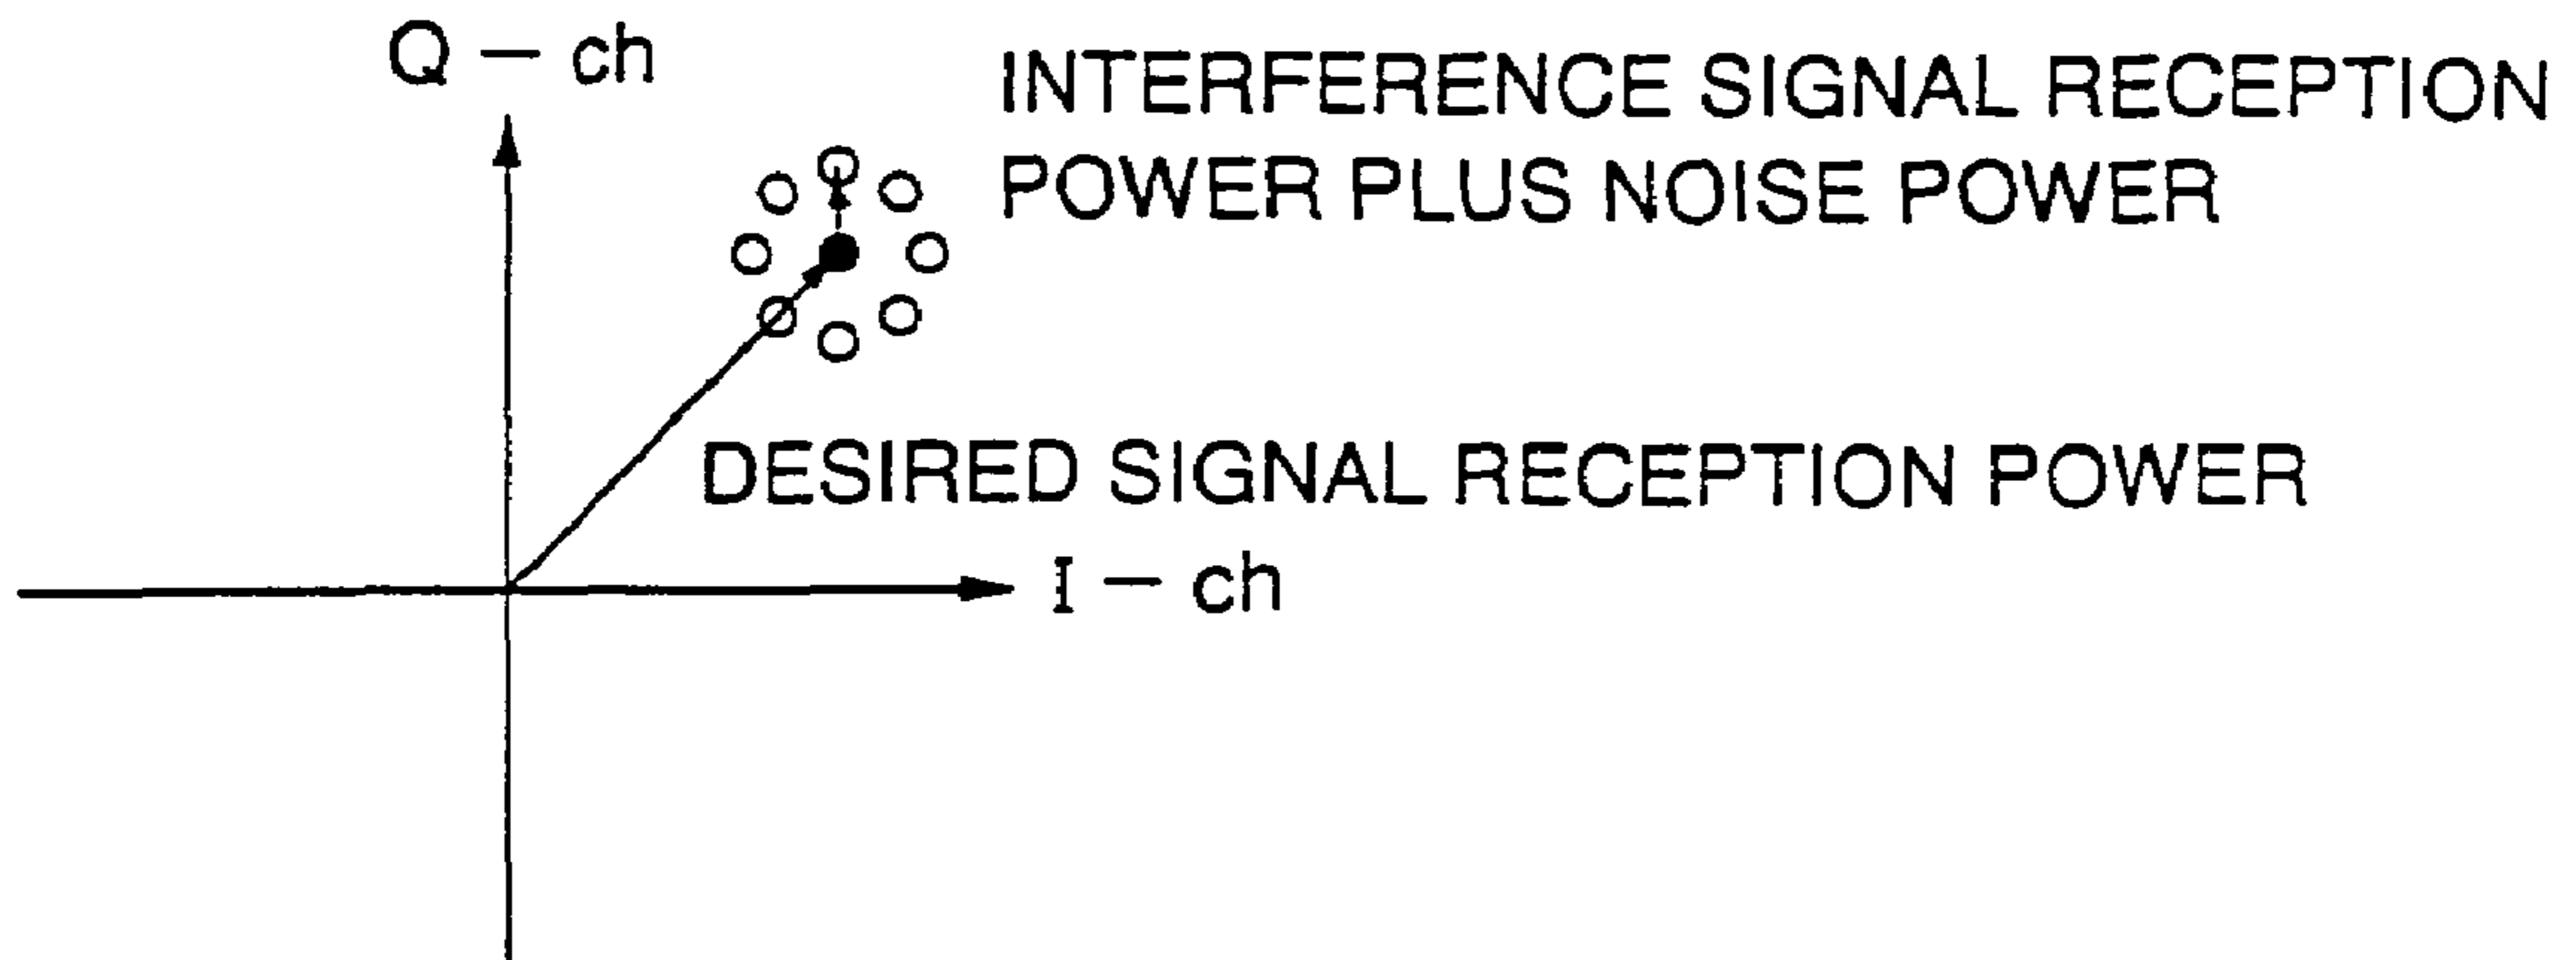 Q – ch
INTERFERENCE SIGNAL RECEPTION
POWER PLUS NOISE POWER
DESIRED SIGNAL RECEPTION POWER
I – ch